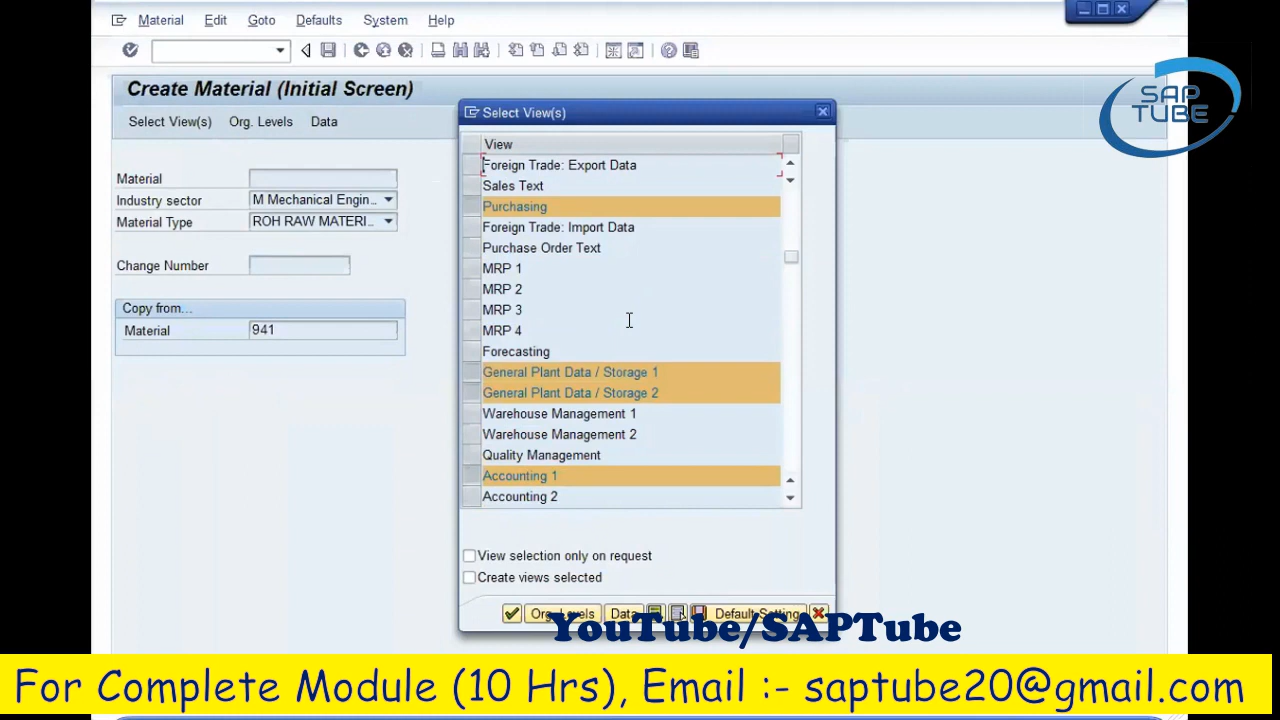 Material Edit Goto Defaults System Help
Create Material (Initial Screen)
Select View(s) Org. Levels Data
Material
Industry sector M Mechanical Engin...
Material Type ROH RAW MATERI...
Change Number
Copy from...
Material 941
Select View(s)
View
Foreign Trade: Export Data
Sales Text
Purchasing
Foreign Trade: Import Data
Purchase Order Text
MRP 1
MRP 2
MRP 3
MRP 4
Forecasting
General Plant Data / Storage 1
General Plant Data / Storage 2
Warehouse Management 1
Warehouse Management 2
Quality Management
Accounting 1
Accounting 2
View selection only on request
Create views selected
Org. Levels Data Default Setting
SAP
TUBE
YouTube/SAPTube
For Complete Module (10 Hrs), Email :- saptube20@gmail.com